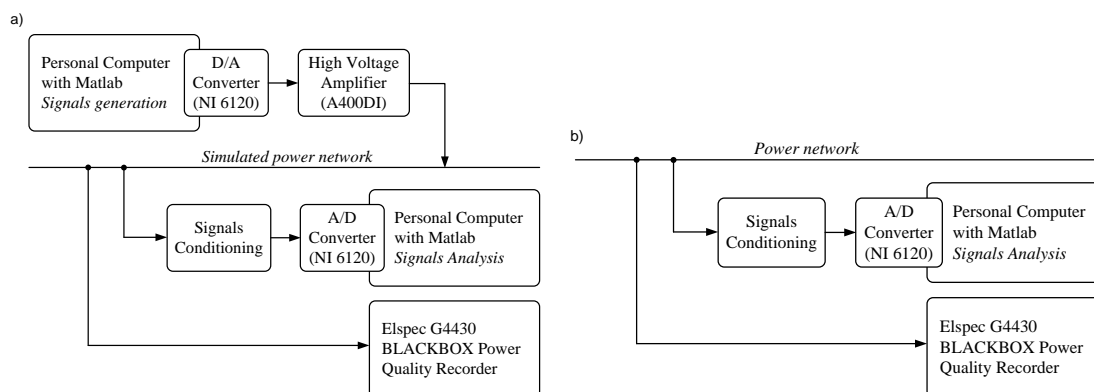 a)
Personal Computer
with Matlab
Signals generation
D/A
Converter
(NI 6120)
High Voltage
Amplifier
(A400DI)
Simulated power network
Signals
Conditioning
A/D
Converter
(NI 6120)
Personal Computer
with Matlab
Signals Analysis
Elspec G4430
BLACKBOX Power
Quality Recorder
b)
Power network
Signals
Conditioning
A/D
Converter
(NI 6120)
Personal Computer
with Matlab
Signals Analysis
Elspec G4430
BLACKBOX Power
Quality Recorder